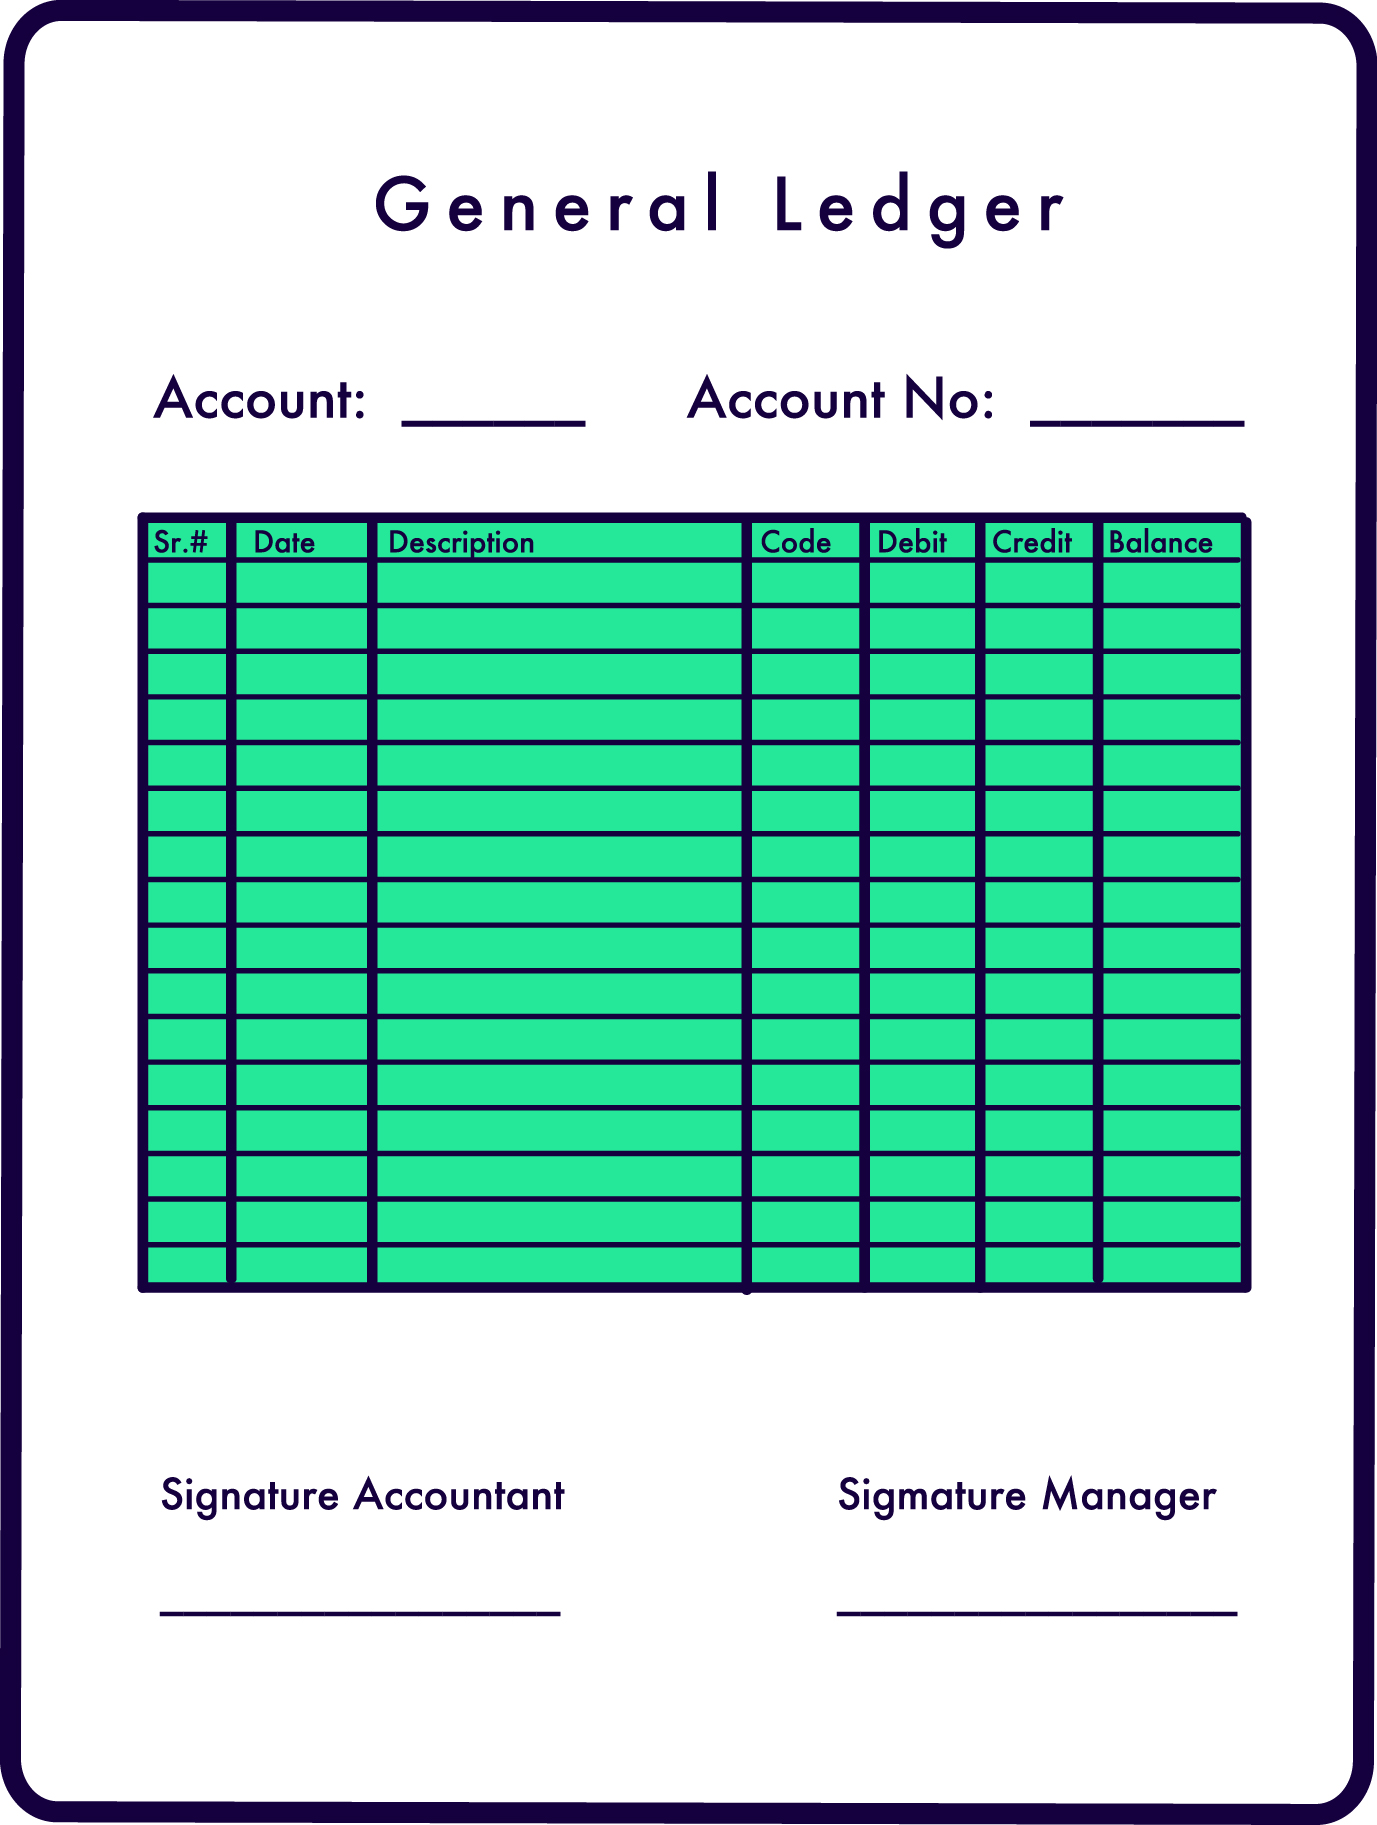 General Ledger
Account: ______ Account No: _______
Sr.# Date Description Code Debit Credit Balance
Signature Accountant Sigmature Manager